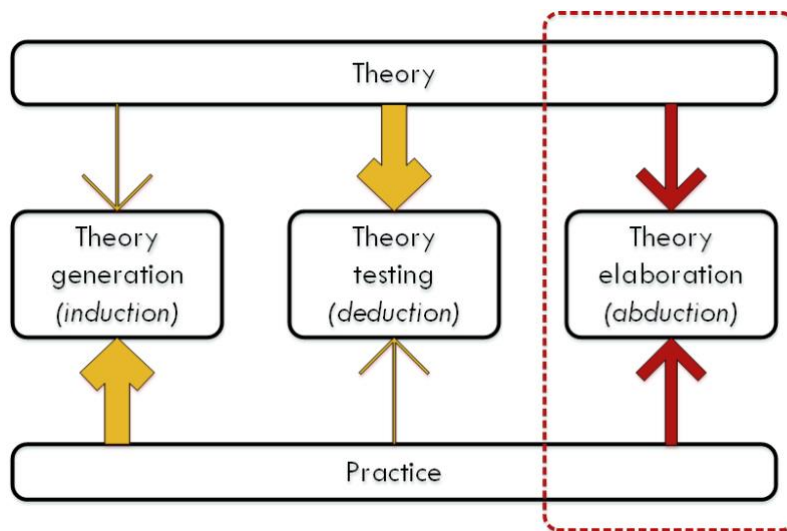 Theory
Theory
generation
(induction)
Theory
testing
(deduction)
Theory
elaboration
(abduction)
Practice